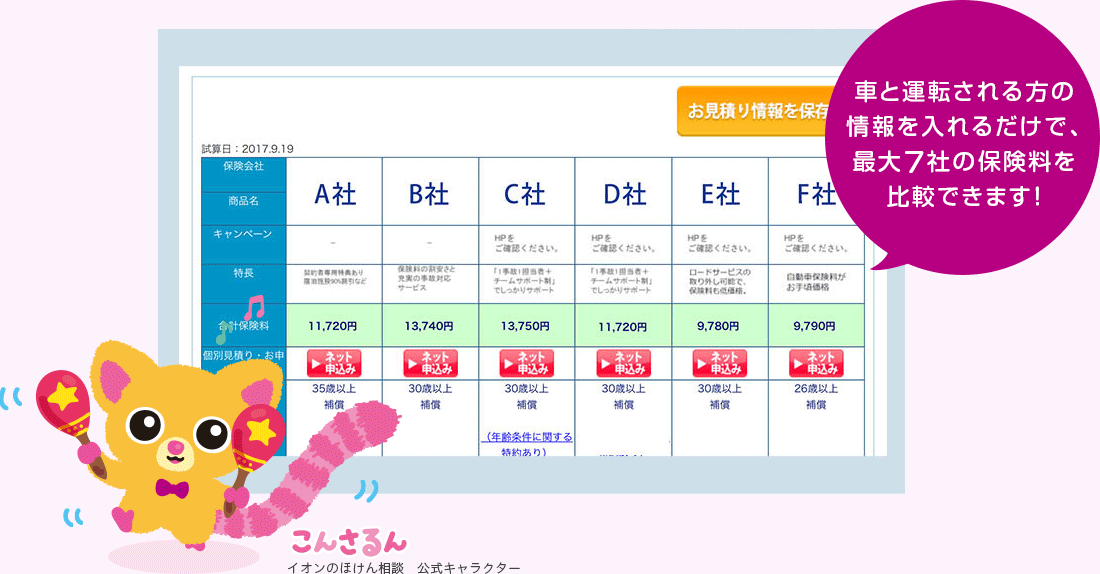 お見積り情報を保存
車と運転される方の
情報を入れるだけで、
最大7社の保険料を
比較できます!
試算日:2017.9.19
保険会社
商品名
A社 B社 C社 D社 E社 F社
キャンペーン
– –
HPを
ご確認ください。
HPを
ご確認ください。
HPを
ご確認ください。
HPを
ご確認ください。
特長
契約者専用特典あり
宿泊施設90%割引など
保険料の割安さと
充実の事故対応
サービス
「1事故1担当者+
チームサポート制」
でしっかりサポート
「1事故1担当者+
チームサポート制」
でしっかりサポート
ロードサービスの
取り外し可能で、
保険料も低価格。
自動車保険料が
お手頃価格
合計保険料 11,720円 13,740円 13,750円 11,720円 9,780円 9,790円
個別見積り・お申
ネット
申込み
ネット
申込み
ネット
申込み
ネット
申込み
ネット
申込み
ネット
申込み
35歳以上
補償
30歳以上
補償
30歳以上
補償
30歳以上
補償
30歳以上
補償
26歳以上
補償
(年齢条件に関する
特約あり)
こんさるん
イオンのほけん相談 公式キャラクター